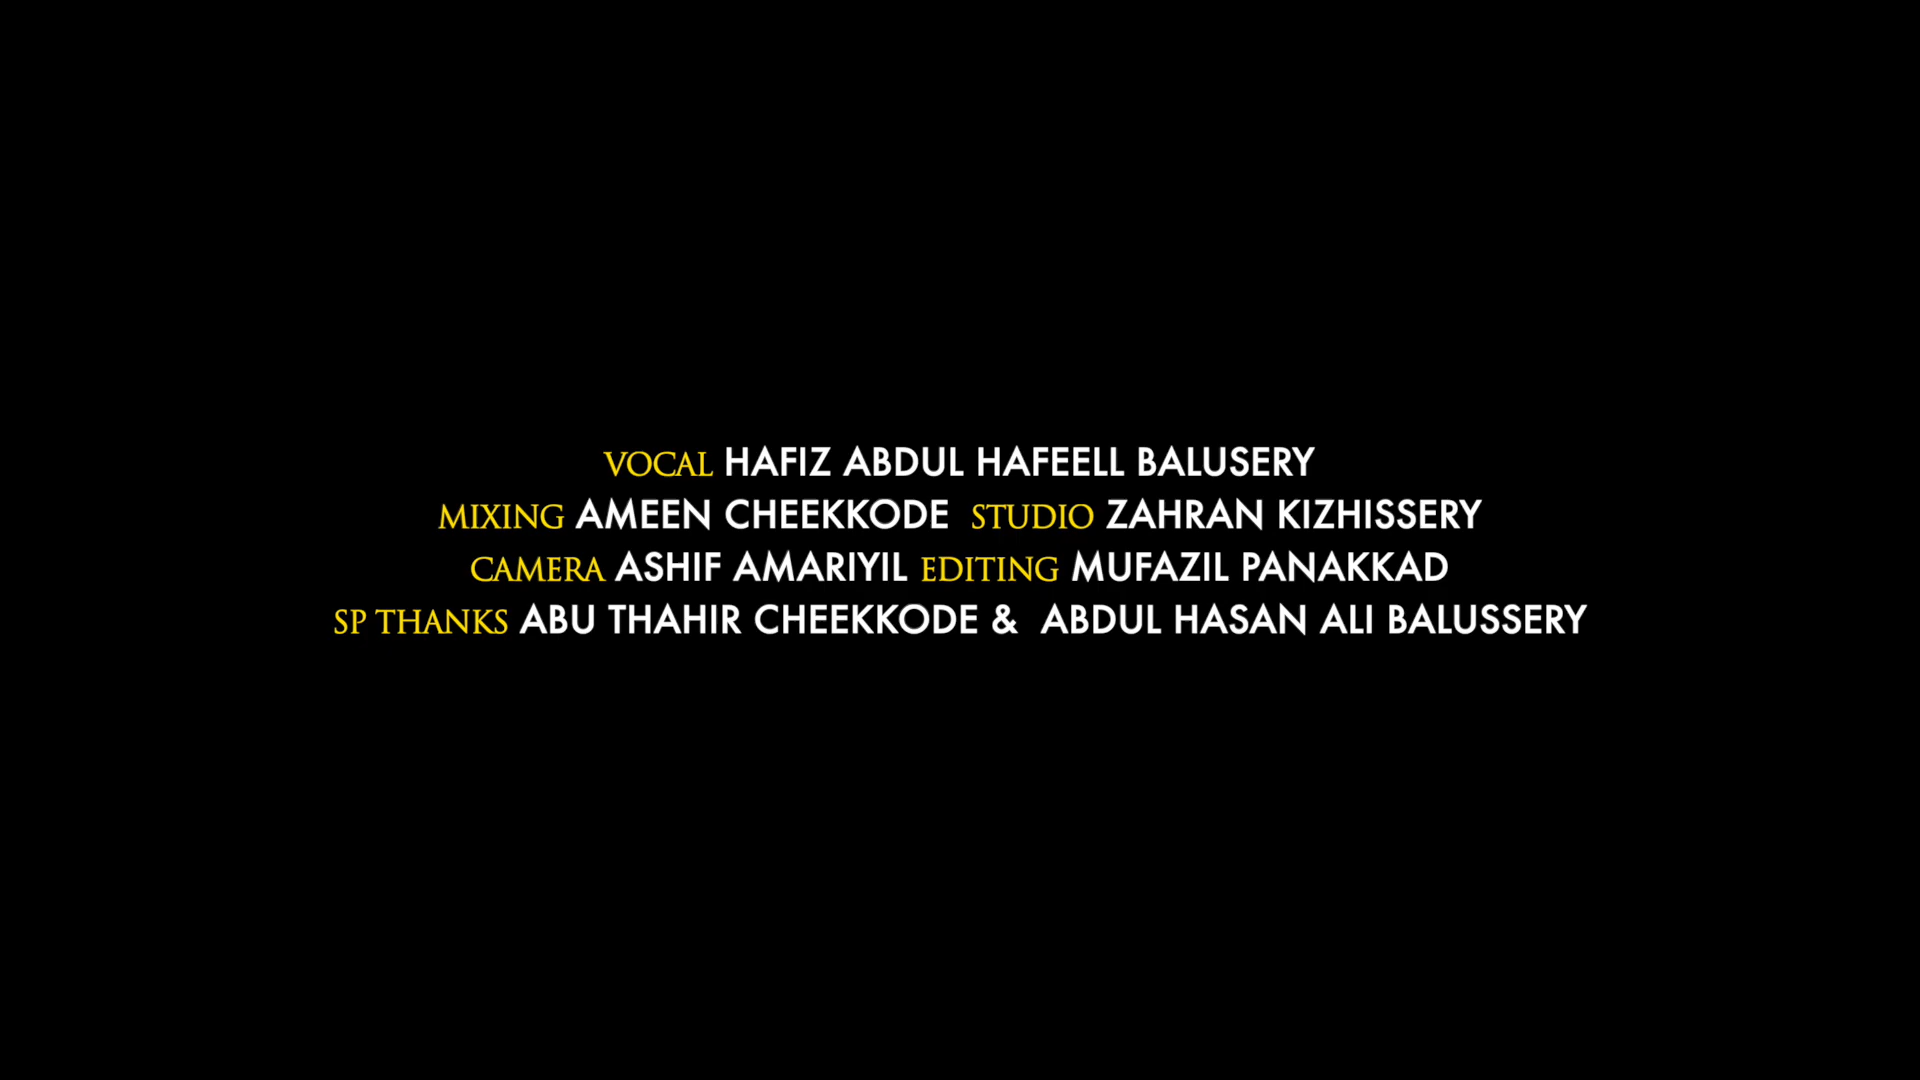 VOCAL HAFIZ ABDUL HAFEELL BALUSERY
MIXING AMEEN CHEEKKODE STUDIO ZAHRAN KIZHISSERY
CAMERA ASHIF AMARIYIL EDITING MUFAZIL PANAKKAD
SP THANKS ABU THAHIR CHEEKKODE & ABDUL HASAN ALI BALUSSERY